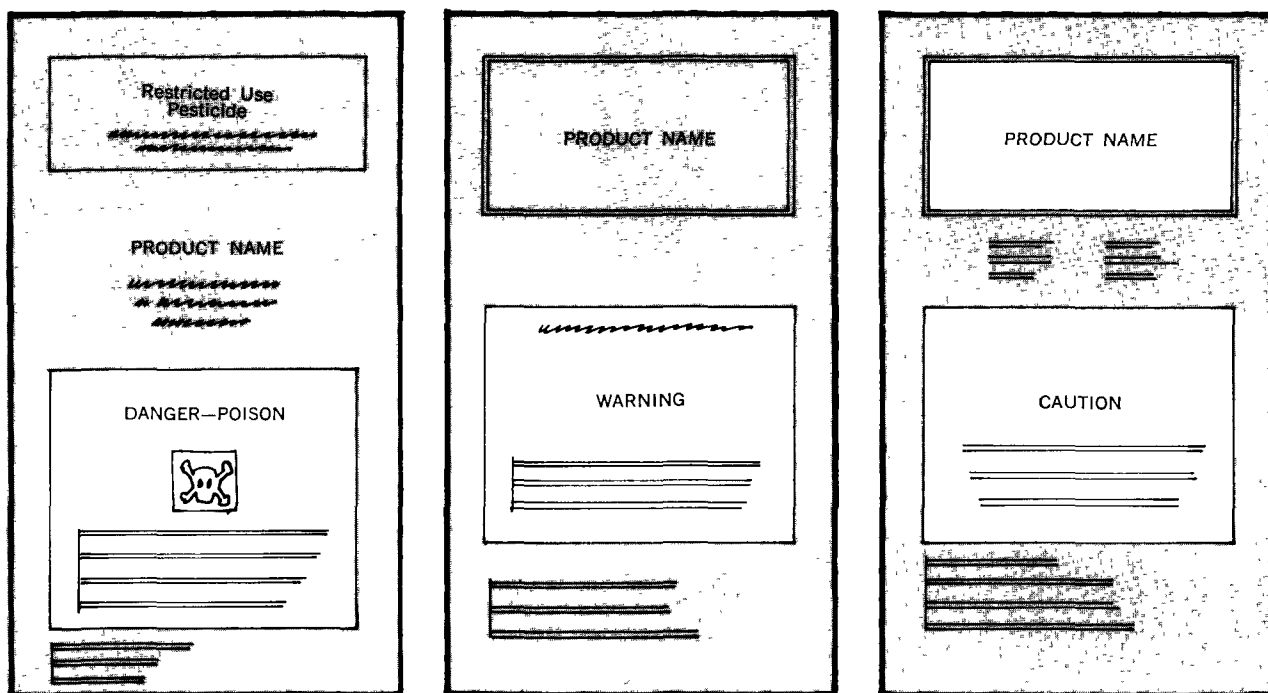 Restricted Use
Pesticide
PRODUCT NAME
DANGER—POISON
PRODUCT NAME
WARNING
PRODUCT NAME
CAUTION